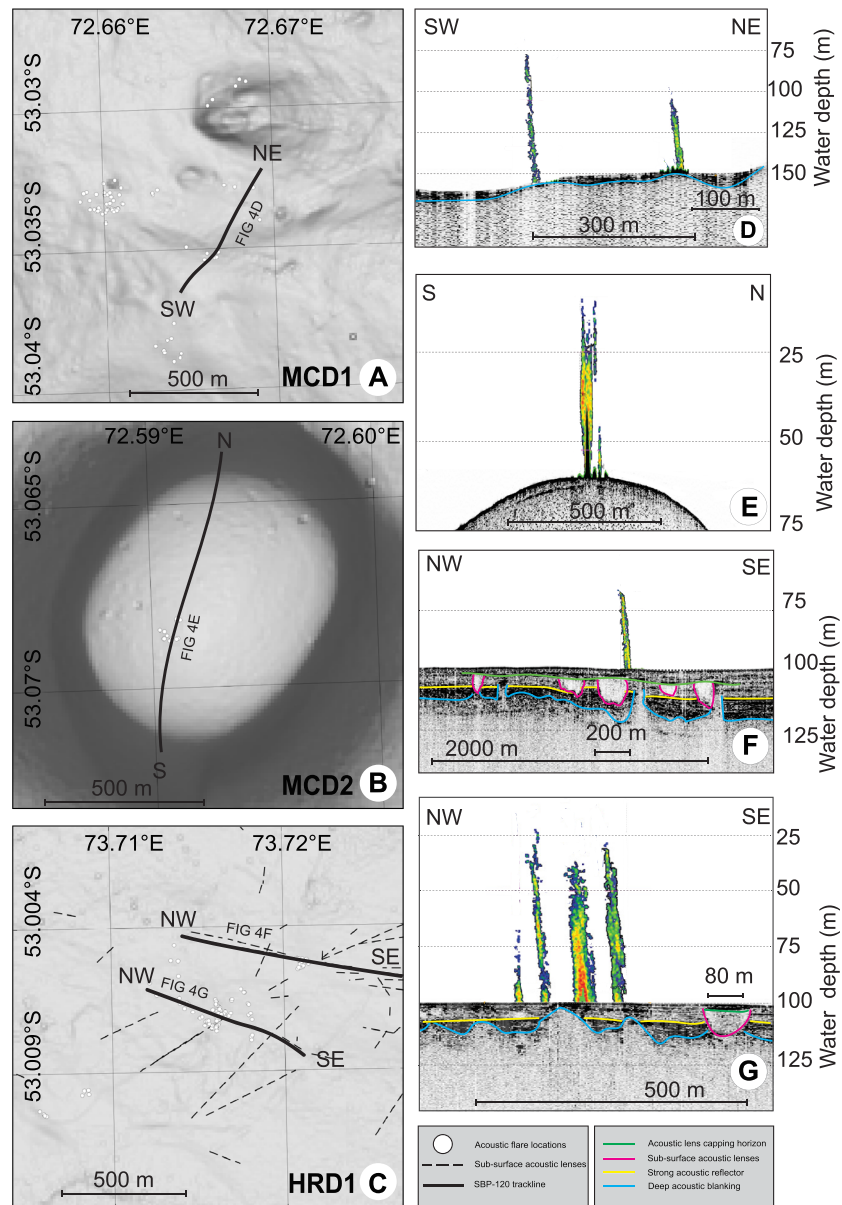 72.66°E 72.67°E
53.03°S
53.035°S
53.04°S
NE
FIG 4D
SW
500 m
MCD1 A
72.59°E 72.60°E
53.065°S
53.07°S
N
FIG 4E
S
500 m
MCD2 B
73.71°E 73.72°E
53.004°S
53.009°S
NW
FIG 4F
SE
NW
FIG 4G
SE
500 m
HRD1 C
SW NE
75
100
125
150
Water depth (m)
100 m
300 m
D
S N
25
50
75
Water depth (m)
500 m
E
NW SE
75
100
125
Water depth (m)
200 m
2000 m
F
NW SE
25
50
75
100
125
Water depth (m)
80 m
500 m
G
Acoustic flare locations
Sub-surface acoustic lenses
SBP-120 trackline
Acoustic lens capping horizon
Sub-surface acoustic lenses
Strong acoustic reflector
Deep acoustic blanking